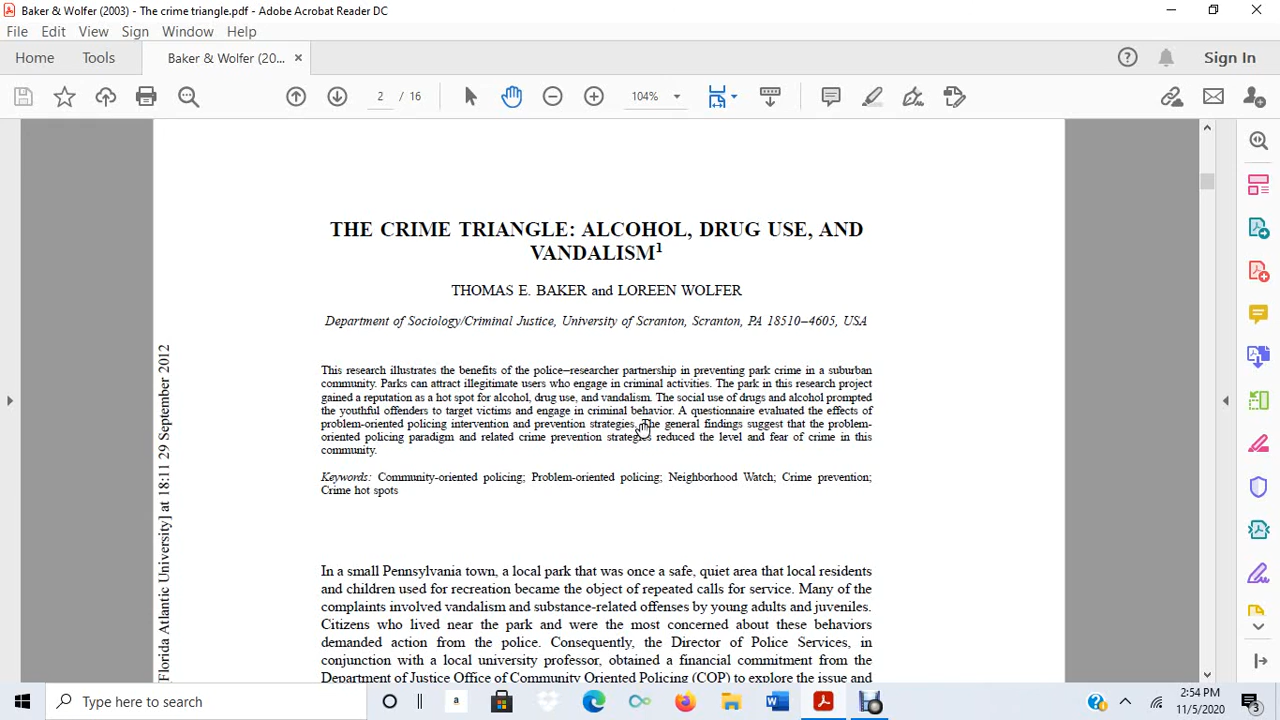 Baker & Wolfer (2003) - The crime triangle.pdf - Adobe Acrobat Reader DC
File Edit View Sign Window Help
Home Tools Baker & Wolfer (20... × Sign In
2 / 16 104%
THE CRIME TRIANGLE: ALCOHOL, DRUG USE, AND
VANDALISM¹
THOMAS E. BAKER and LOREEN WOLFER
Department of Sociology/Criminal Justice, University of Scranton, Scranton, PA 18510–4605, USA
This research illustrates the benefits of the police–researcher partnership in preventing park crime in a suburban
community. Parks can attract illegitimate users who engage in criminal activities. The park in this research project
gained a reputation as a hot spot for alcohol, drug use, and vandalism. The social use of drugs and alcohol prompted
the youthful offenders to target victims and engage in criminal behavior. A questionnaire evaluated the effects of
problem-oriented policing intervention and prevention strategies. The general findings suggest that the problem-
oriented policing paradigm and related crime prevention strategies reduced the level and fear of crime in this
community.
Keywords: Community-oriented policing; Problem-oriented policing; Neighborhood Watch; Crime prevention;
Crime hot spots
In a small Pennsylvania town, a local park that was once a safe, quiet area that local residents
and children used for recreation became the object of repeated calls for service. Many of the
complaints involved vandalism and substance-related offenses by young adults and juveniles.
Citizens who lived near the park and were the most concerned about these behaviors
demanded action from the police. Consequently, the Director of Police Services, in
conjunction with a local university professor, obtained a financial commitment from the
Department of Justice Office of Community Oriented Policing (COP) to explore the issue and
Florida Atlantic University] at 18:11 29 September 2012
Type here to search
2:54 PM
11/5/2020
3